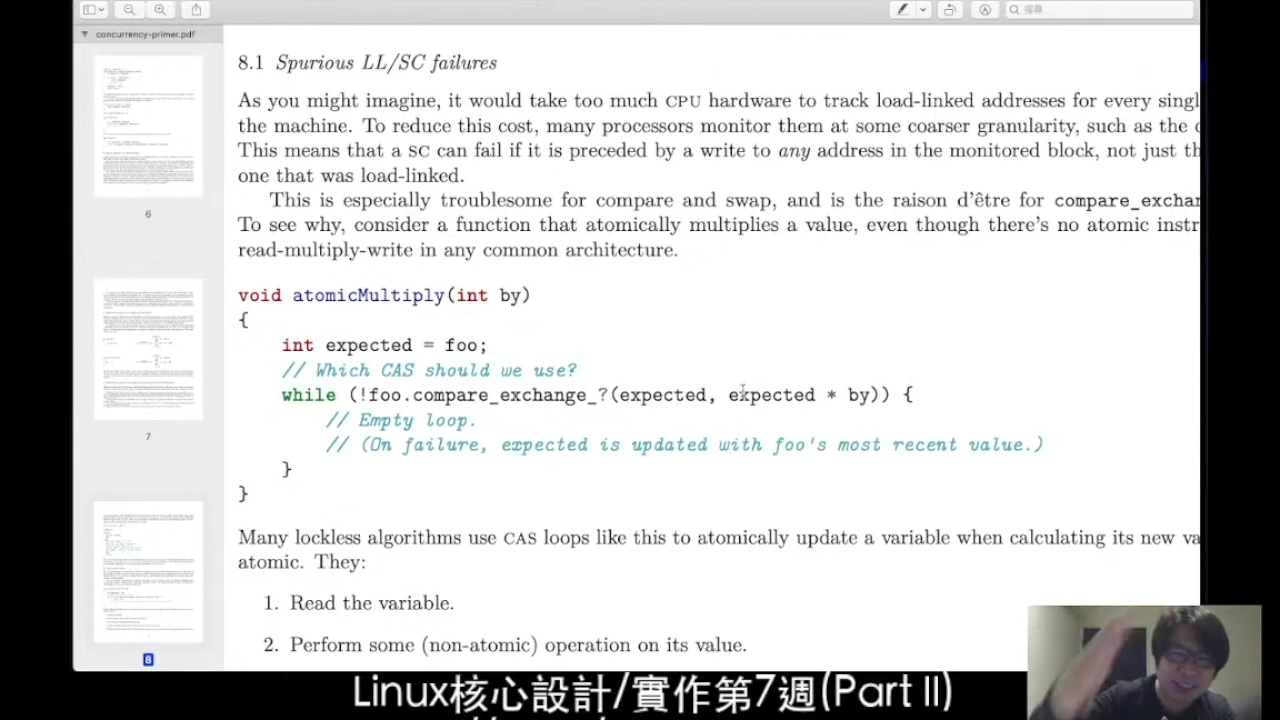 搜尋
concurrency-primer.pdf
6
7
8
8.1 Spurious LL/SC failures
As you might imagine, it would take too much CPU hardware to track load-linked addresses for every singl
the machine. To reduce this cost, many processors monitor them at some coarser granularity, such as the c
This means that a SC can fail if it is preceded by a write to any address in the monitored block, not just th
one that was load-linked.
This is especially troublesome for compare and swap, and is the raison d'être for compare_exchan
To see why, consider a function that atomically multiplies a value, even though there's no atomic instr
read-multiply-write in any common architecture.
void atomicMultiply(int by)
{
int expected = foo;
// Which CAS should we use?
while (!foo.compare_exchange_?(expected, expected * by)) {
// Empty loop.
// (On failure, expected is updated with foo's most recent value.)
}
}
Many lockless algorithms use CAS loops like this to atomically update a variable when calculating its new va
atomic. They:
1. Read the variable.
2. Perform some (non-atomic) operation on its value.
Linux核心設計/實作第7週(Part II)